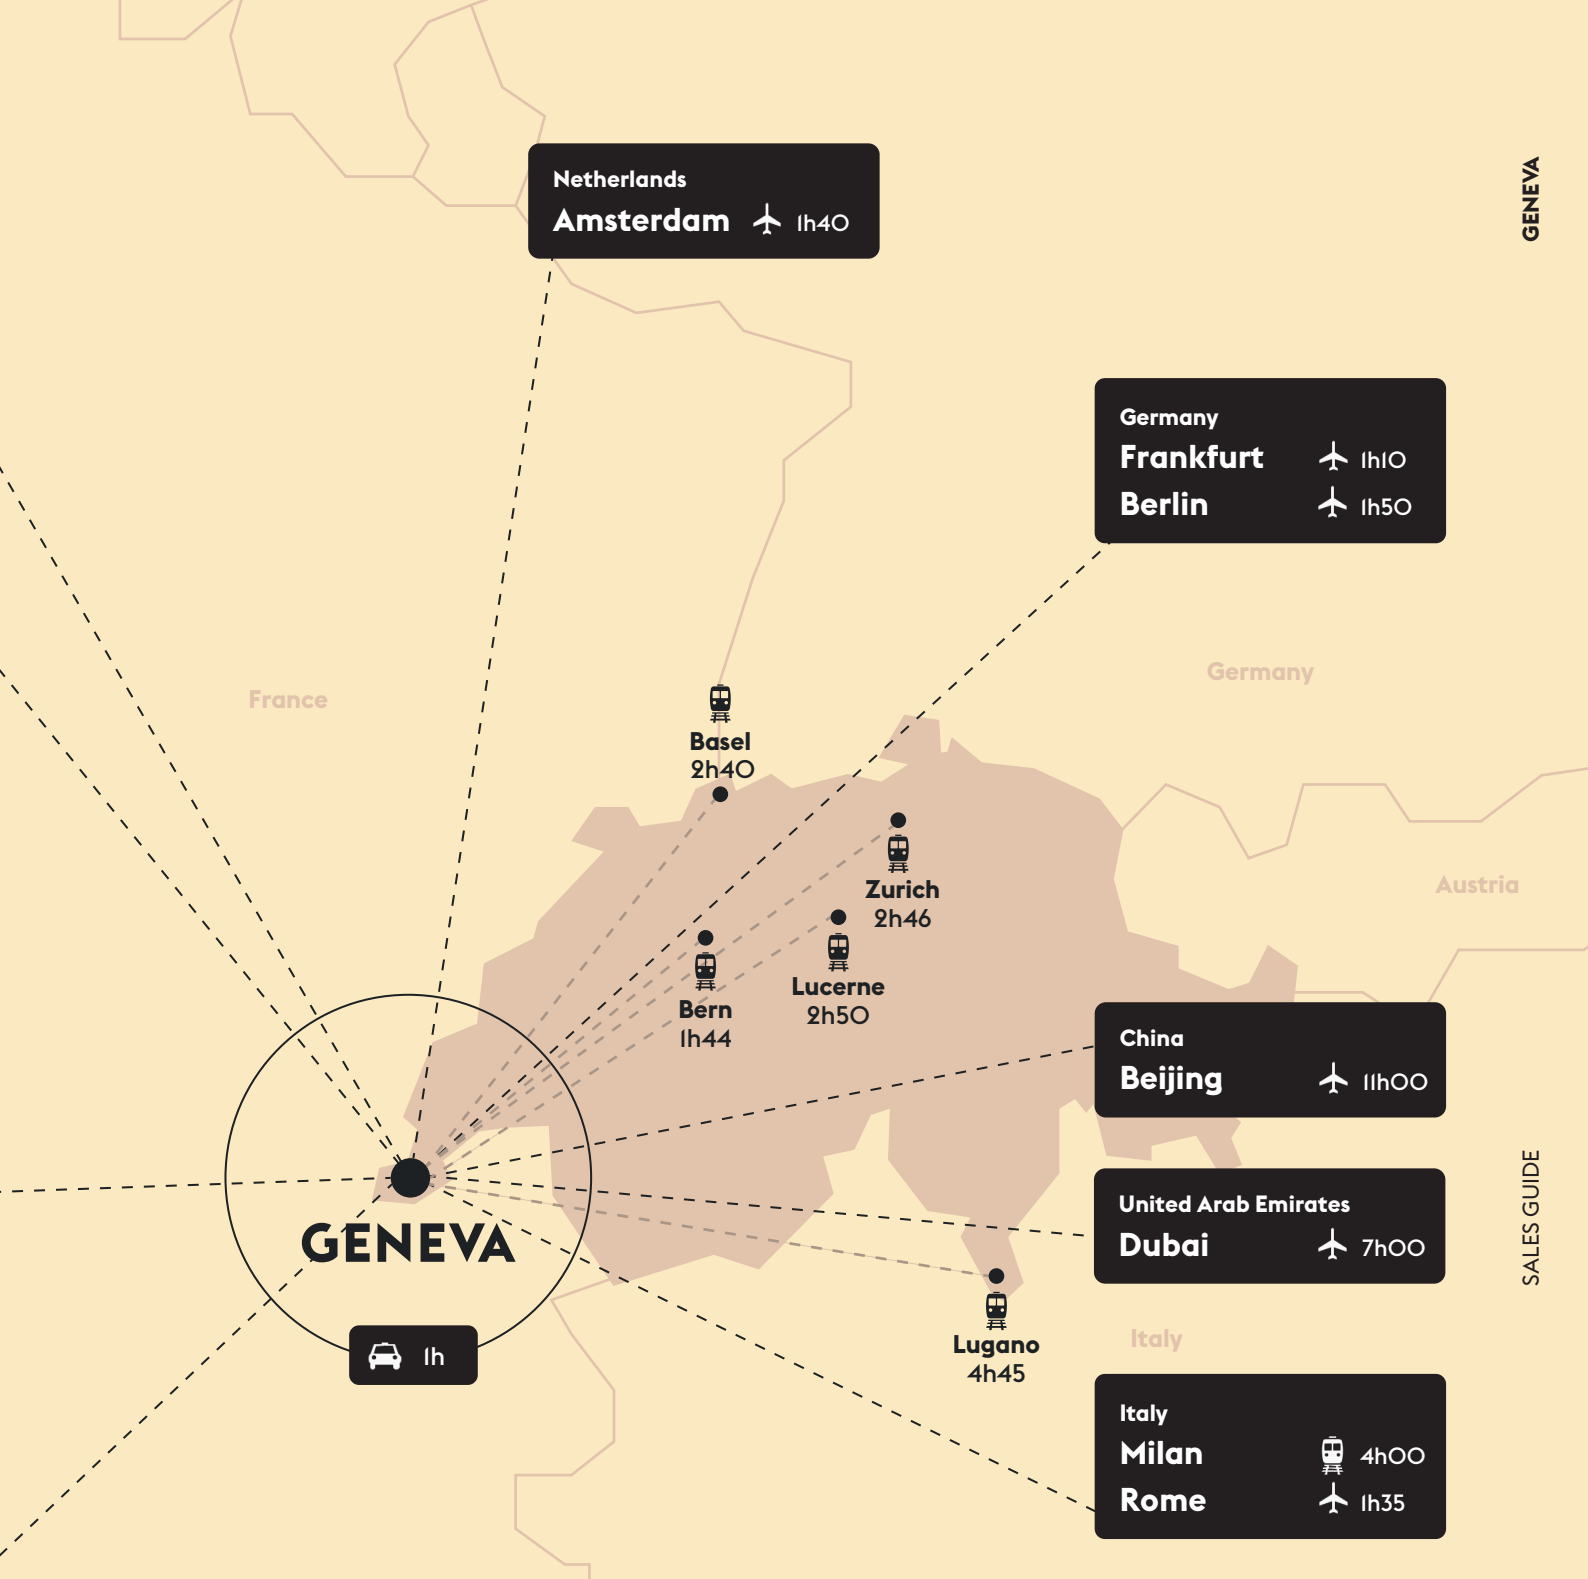 GENEVA
Netherlands
Amsterdam 1h40
Germany
Frankfurt 1h10
Berlin 1h50
France
Germany
Basel
2h40
Austria
Zurich
2h46
Lucerne
2h50
Bern
1h44
China
Beijing 11h00
United Arab Emirates
Dubai 7h00
GENEVA
1h
Lugano
4h45
Italy
Italy
Milan 4h00
Rome 1h35
SALES GUIDE